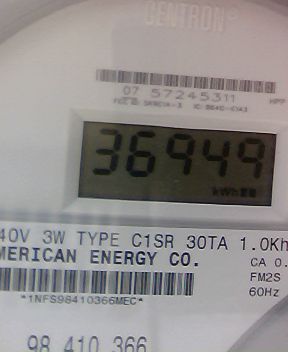 CENTRON®
07 57245311
36949
kWh
40V 3W TYPE C1SR 30TA 1.0Kh
MERICAN ENERGY CO.
CA 0.
FM2S
60Hz
*1NFS98410366MEC*
98 410 366